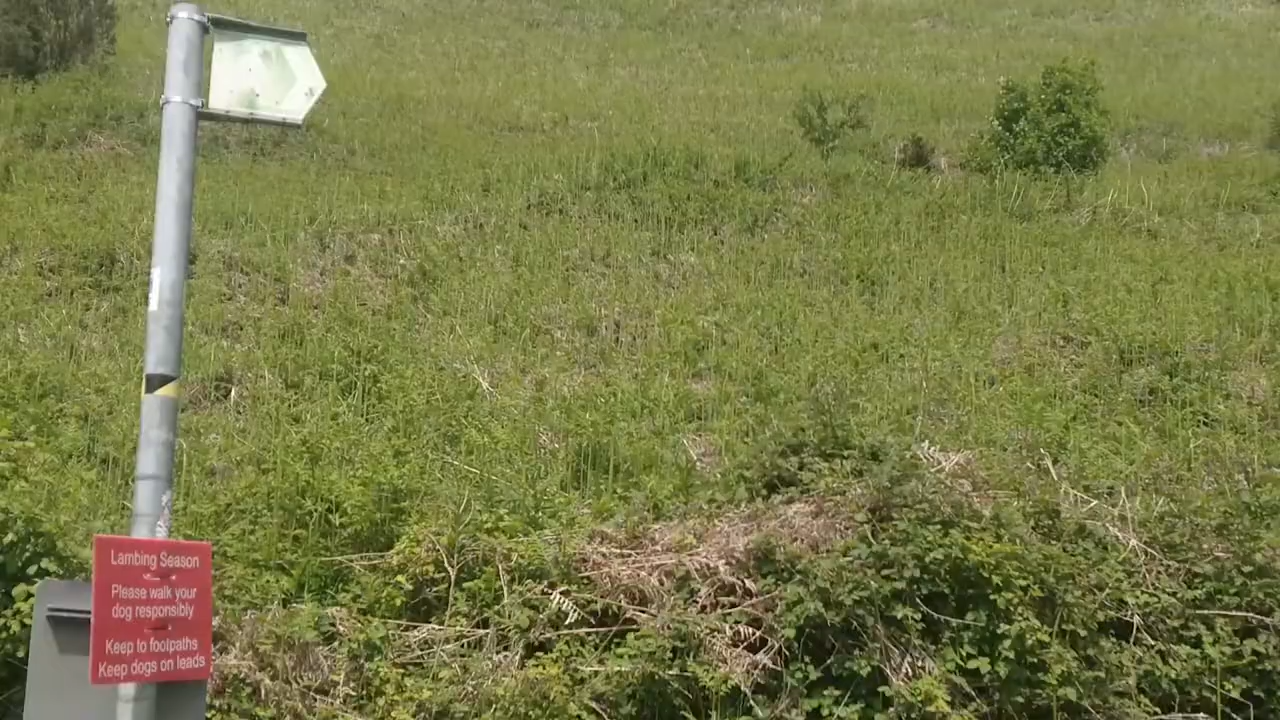 Lambing Season
Please walk your
dog responsibly
Keep to footpaths
Keep dogs on leads